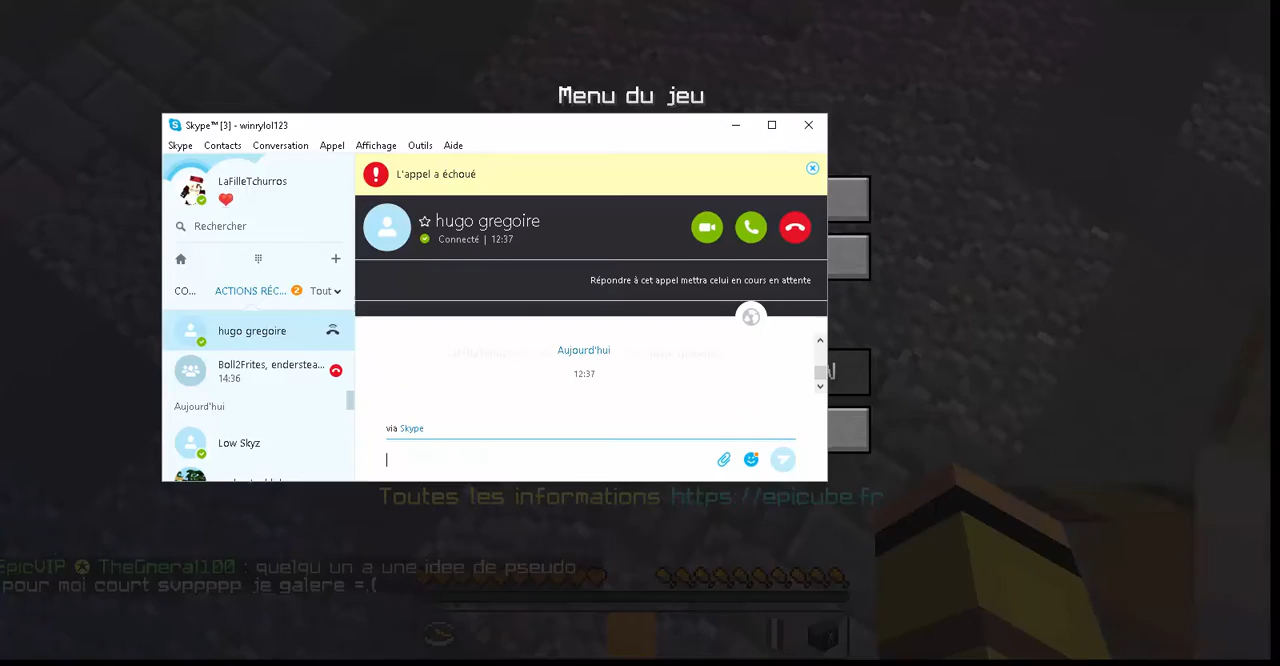 Menu du jeu
Skype™ [3] - winrylol123
Skype Contacts Conversation Appel Affichage Outils Aide
LaFilleTchurros
L'appel a échoué
Rechercher
hugo gregoire
Connecté | 12:37
Répondre à cet appel mettra celui en cours en attente
CO... ACTIONS RÉC... 2 Tout
hugo gregoire
Boll2Frites, enderstea...
14:36
Aujourd'hui
Low Skyz
Aujourd'hui
12:37
via Skype
Toutes les informations https://epicube.fr
EpicVIP ✪ TheGneral100 : quelqu un a une idee de pseudo
pour moi court svppppp je galere =,(